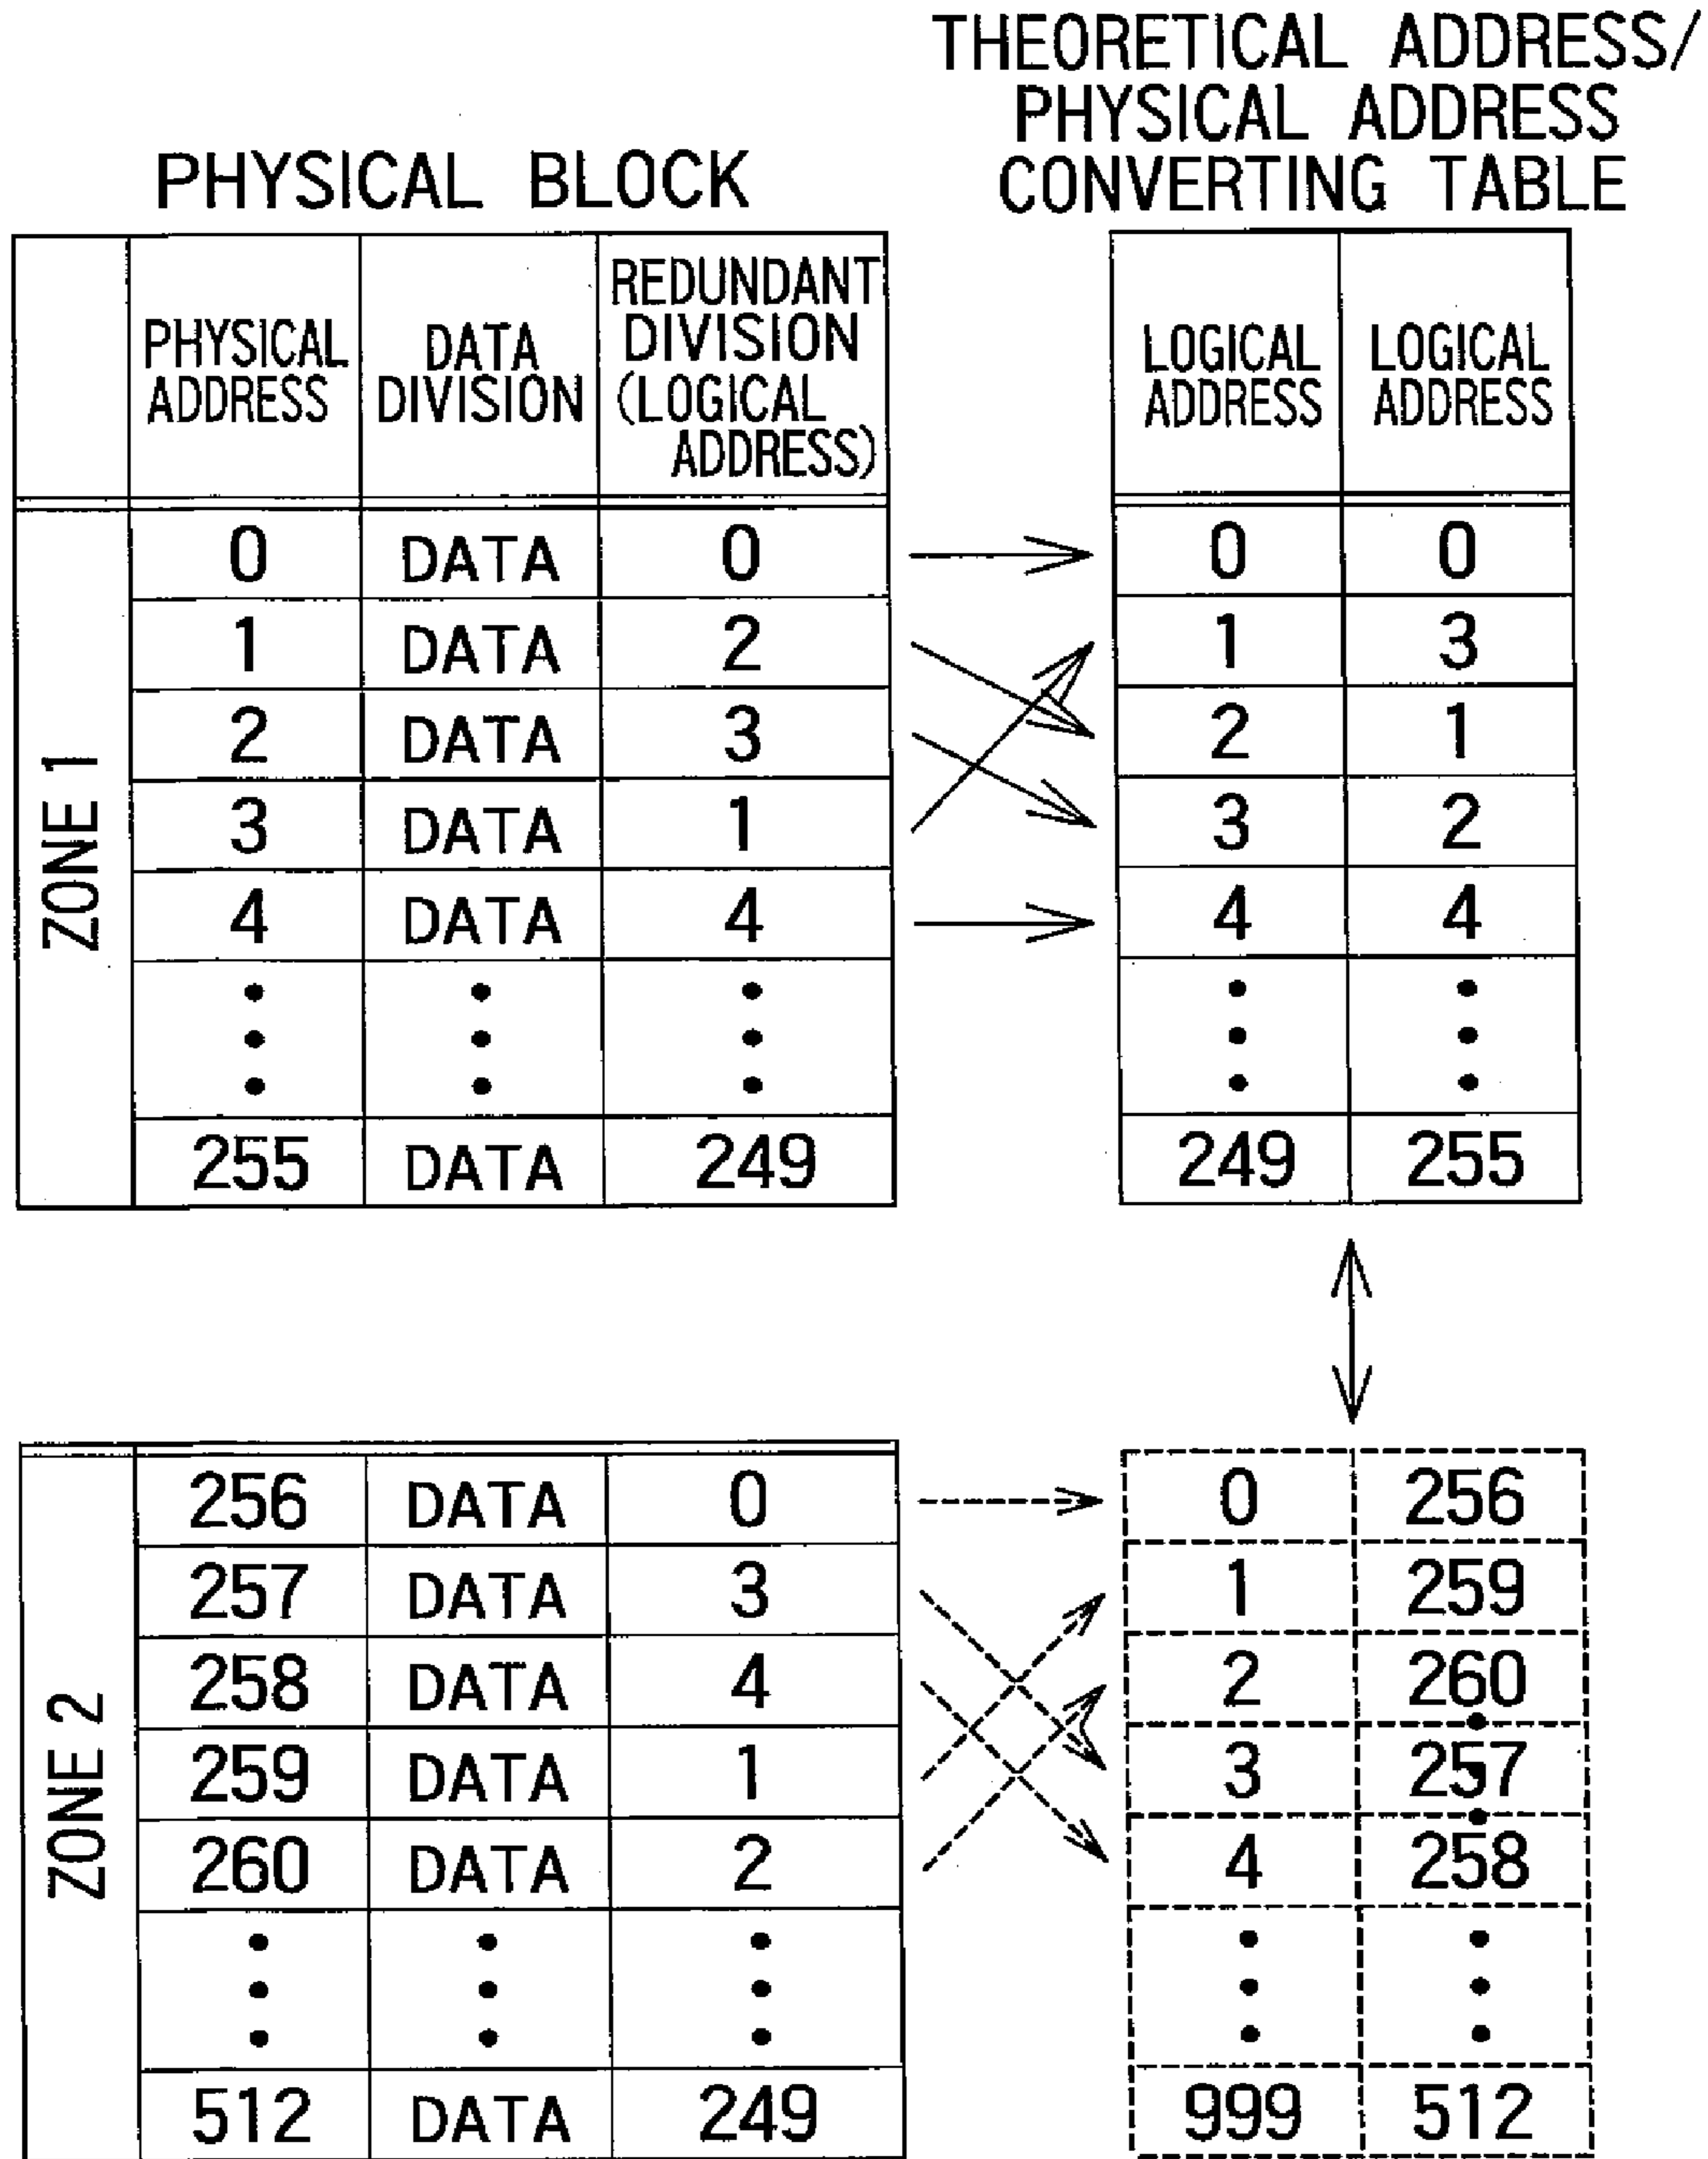 THEORETICAL ADDRESS/
PHYSICAL ADDRESS
CONVERTING TABLE
PHYSICAL BLOCK
PHYSICAL
ADDRESS
DATA
DIVISION
REDUNDANT
DIVISION
(LOGICAL
ADDRESS)
LOGICAL
ADDRESS
LOGICAL
ADDRESS
ZONE 1
0 DATA 0 0 0
1 DATA 2 1 3
2 DATA 3 2 1
3 DATA 1 3 2
4 DATA 4 4 4
255 DATA 249 249 255
ZONE 2
256 DATA 0 0 256
257 DATA 3 1 259
258 DATA 4 2 260
259 DATA 1 3 257
260 DATA 2 4 258
512 DATA 249 999 512